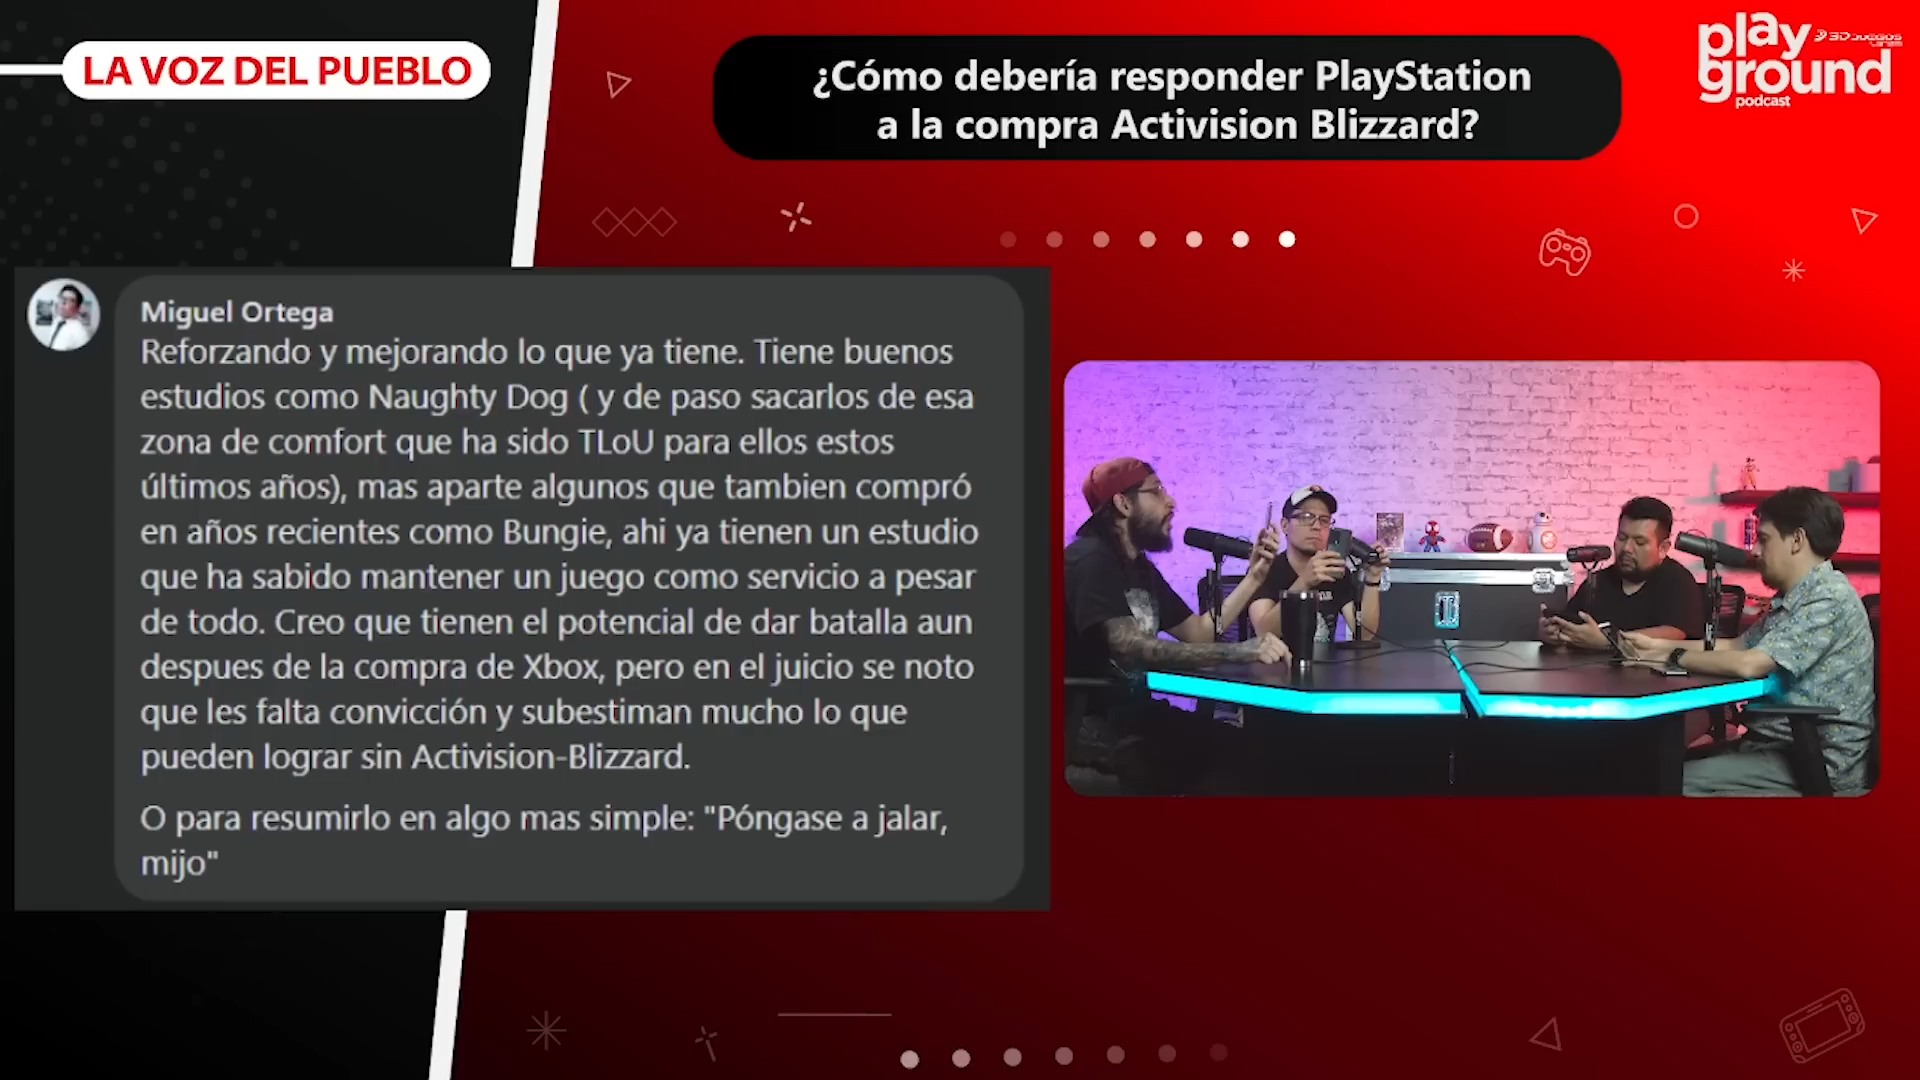 LA VOZ DEL PUEBLO
¿Cómo debería responder PlayStation
a la compra Activision Blizzard?
play
ground
podcast
3DJUEGOS
Miguel Ortega
Reforzando y mejorando lo que ya tiene. Tiene buenos
estudios como Naughty Dog ( y de paso sacarlos de esa
zona de comfort que ha sido TLoU para ellos estos
últimos años), mas aparte algunos que tambien compró
en años recientes como Bungie, ahi ya tienen un estudio
que ha sabido mantener un juego como servicio a pesar
de todo. Creo que tienen el potencial de dar batalla aun
despues de la compra de Xbox, pero en el juicio se noto
que les falta convicción y subestiman mucho lo que
pueden lograr sin Activision-Blizzard.
O para resumirlo en algo mas simple: "Póngase a jalar,
mijo"